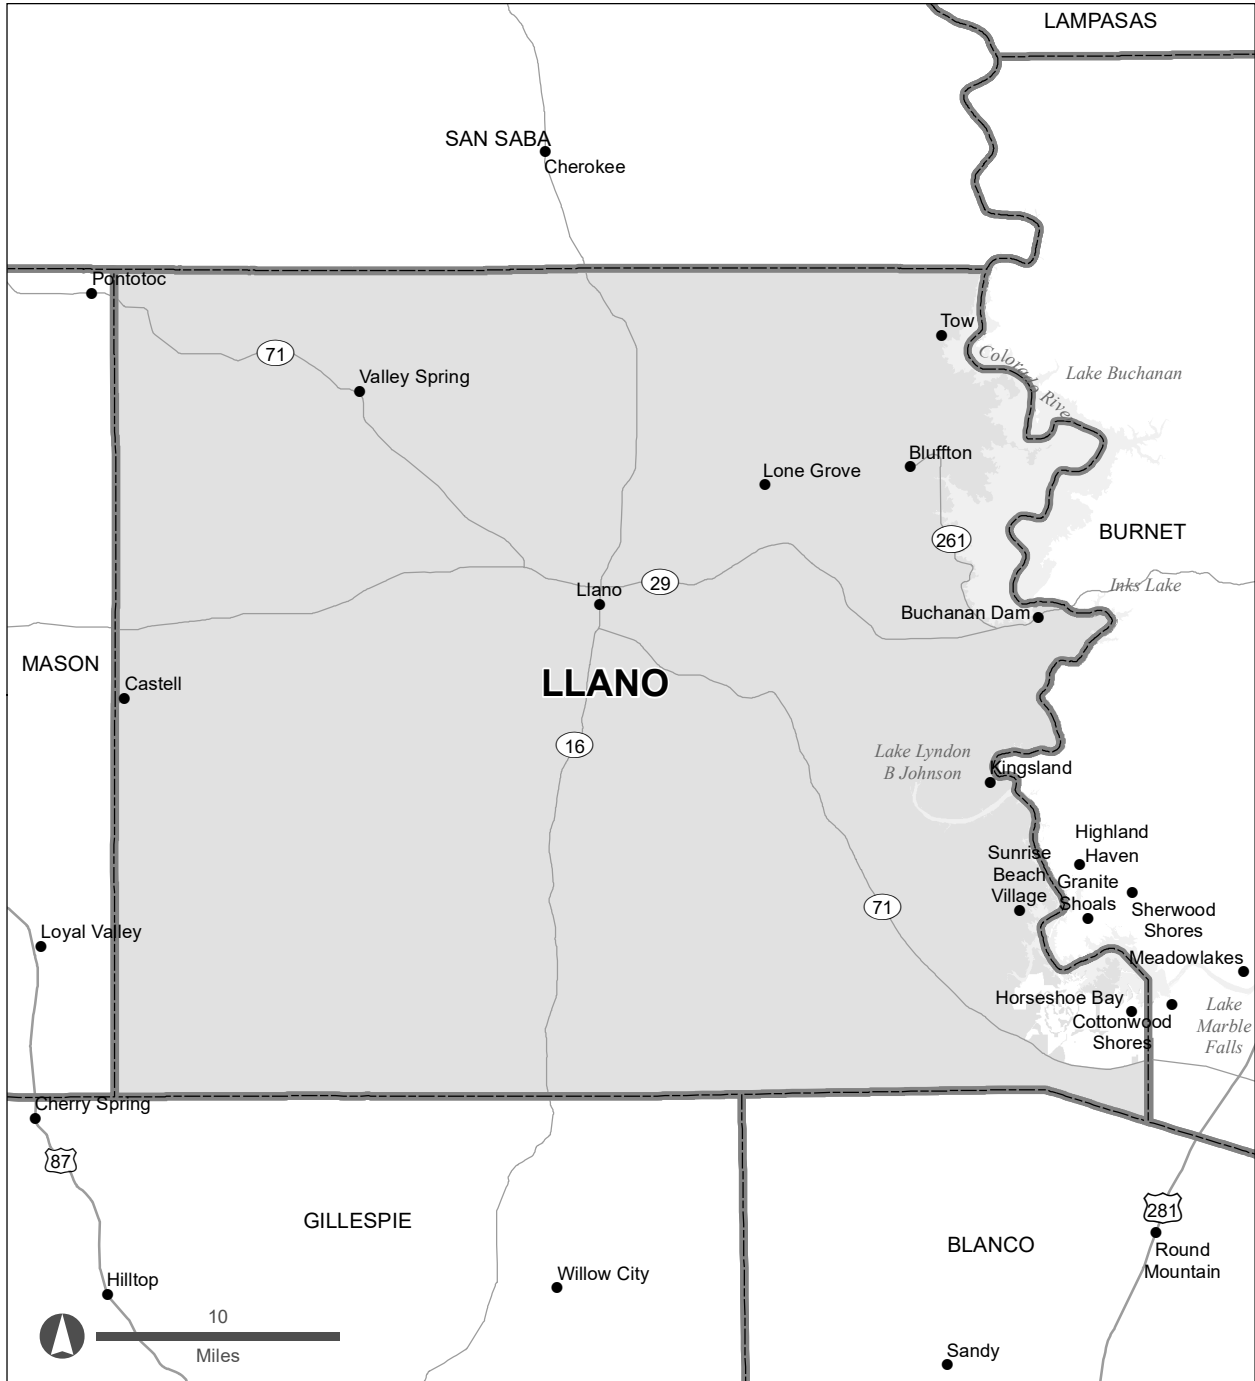 LAMPASAS
SAN SABA
Cherokee
Pontotoc
Tow
71
Colorado River
Lake Buchanan
Valley Spring
Bluffton
Lone Grove
261
BURNET
29
Inks Lake
Llano
Buchanan Dam
MASON
LLANO
Castell
16
Lake Lyndon
B Johnson
Kingsland
Highland
Haven
Sunrise
Beach
Village
Granite
Shoals
71
Sherwood
Shores
Loyal Valley
Meadowlakes
Horseshoe Bay
Cottonwood
Shores
Lake
Marble
Falls
Cherry Spring
87
GILLESPIE
281
BLANCO
Round
Mountain
Willow City
Hilltop
10
Miles
Sandy